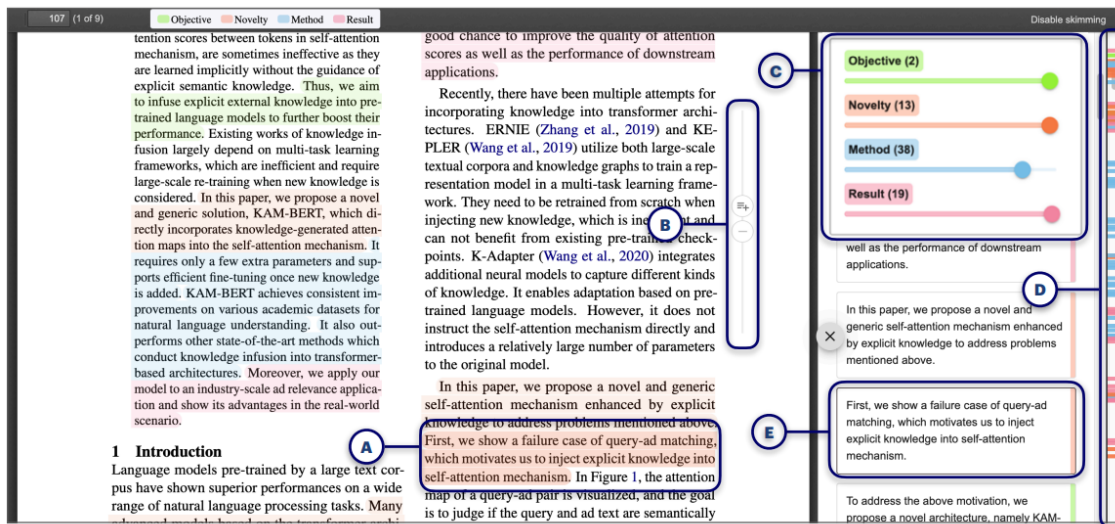 107 (1 of 9)
Objective Novelty Method Result
Disable skimming
tention scores between tokens in self-attention
mechanism, are sometimes ineffective as they
are learned implicitly without the guidance of
explicit semantic knowledge. Thus, we aim
to infuse explicit external knowledge into pre-
trained language models to further boost their
performance. Existing works of knowledge in-
fusion largely depend on multi-task learning
frameworks, which are inefficient and require
large-scale re-training when new knowledge is
considered. In this paper, we propose a novel
and generic solution, KAM-BERT, which di-
rectly incorporates knowledge-generated atten-
tion maps into the self-attention mechanism. It
requires only a few extra parameters and sup-
ports efficient fine-tuning once new knowledge
is added. KAM-BERT achieves consistent im-
provements on various academic datasets for
natural language understanding. It also out-
performs other state-of-the-art methods which
conduct knowledge infusion into transformer-
based architectures. Moreover, we apply our
model to an industry-scale ad relevance applica-
tion and show its advantages in the real-world
scenario.
1 Introduction
Language models pre-trained by a large text cor-
pus have shown superior performances on a wide
range of natural language processing tasks. Many
advanced models based on the transformer archi-
good chance to improve the quality of attention
scores as well as the performance of downstream
applications.
Recently, there have been multiple attempts for
incorporating knowledge into transformer archi-
tectures. ERNIE (Zhang et al., 2019) and KE-
PLER (Wang et al., 2019) utilize both large-scale
textual corpora and knowledge graphs to train a rep-
resentation model in a multi-task learning frame-
work. They need to be retrained from scratch when
injecting new knowledge, which is and
can not benefit from existing check-
points. K-Adapter (Wang et al., 2020) integrates
additional neural models to capture different kinds
of knowledge. It enables adaptation based on pre-
trained language models. However, it does not
instruct the self-attention mechanism directly and
introduces a relatively large number of parameters
to the original model.
In this paper, we propose a novel and generic
self-attention mechanism enhanced by explicit
knowledge to address problems mentioned above.
First, we show a failure case of query-ad matching,
which motivates us to inject explicit knowledge into
self-attention mechanism. In Figure 1, the attention
map of a query-ad pair is visualized, and the goal
is to judge if the query and ad text are semantically
A
B
C
Objective (2)
Novelty (13)
Method (38)
Result (19)
well as the performance of downstream
applications.
D
In this paper, we propose a novel and
generic self-attention mechanism enhanced
by explicit knowledge to address problems
mentioned above.
E
First, we show a failure case of query-ad
matching, which motivates us to inject
explicit knowledge into self-attention
mechanism.
To address the above motivation, we
propose a novel architecture, namely KAM-